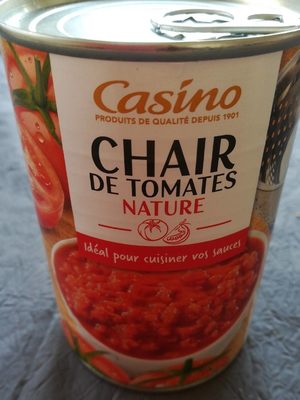 Casino
PRODUITS DE QUALITÉ DEPUIS 1901
CHAIR
DE TOMATES
NATURE
Idéal pour cuisiner vos sauces